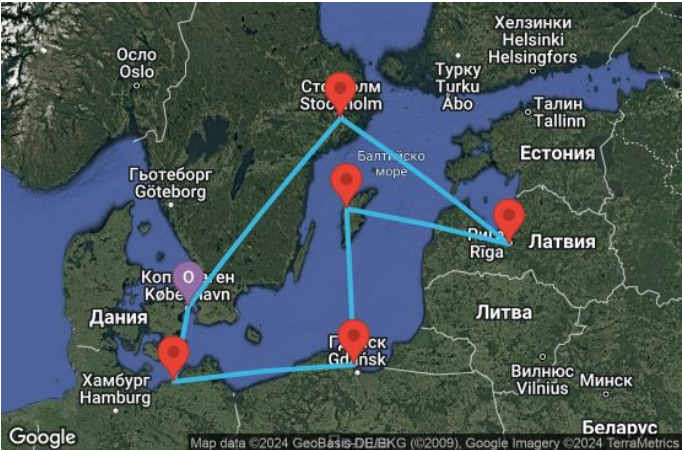 Осло
Oslo
Хелзинки
Helsinki
Helsingfors
Турку
Turku
Åbo
Талин
Tallinn
Стокхолм
Stockholm
Естония
Балтийско
море
Гьотеборг
Göteborg
Рига
Rīga
Латвия
О
Копенхаген
København
Дания
Литва
Гданск
Gdańsk
Хамбург
Hamburg
Вилнюс
Vilnius
Минск
Беларус
Google
Map data ©2024 GeoBasis-DE/BKG (©2009), Google Imagery ©2024 TerraMetrics